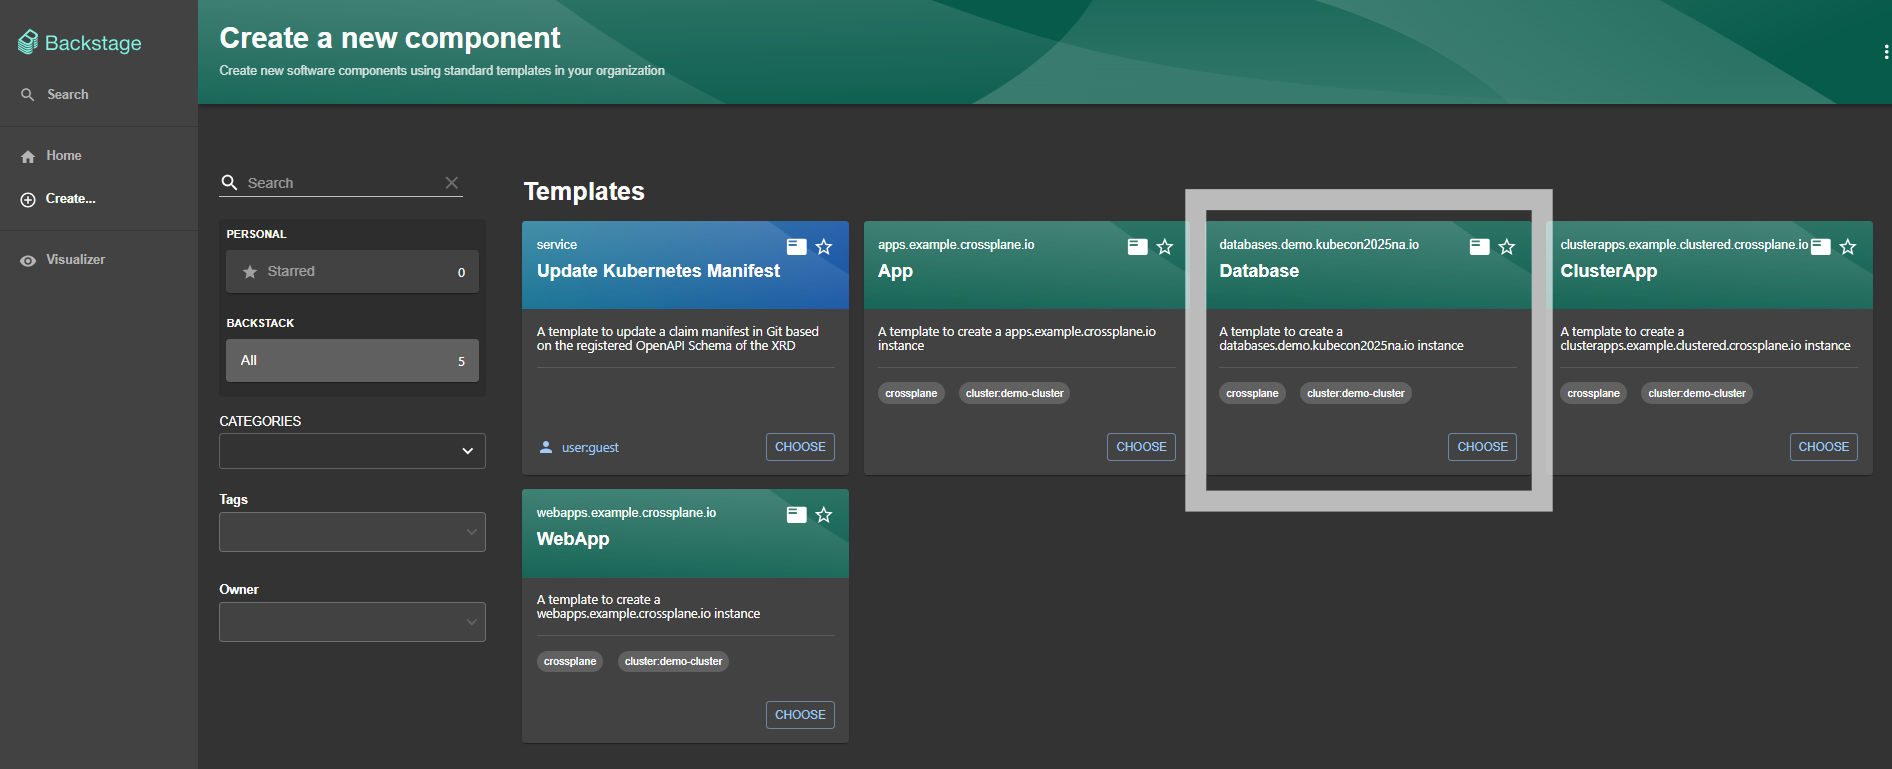 Backstage
Search
Home
Create...
Visualizer
Create a new component
Create new software components using standard templates in your organization
Search
PERSONAL
Starred 0
BACKSTACK
All 5
CATEGORIES
Tags
Owner
Templates
service
Update Kubernetes Manifest
A template to update a claim manifest in Git based
on the registered OpenAPI Schema of the XRD
user:guest
CHOOSE
apps.example.crossplane.io
App
A template to create a apps.example.crossplane.io
instance
crossplane cluster:demo-cluster
CHOOSE
databases.demo.kubecon2025na.io
Database
A template to create a
databases.demo.kubecon2025na.io instance
crossplane cluster:demo-cluster
CHOOSE
clusterapps.example.clustered.crossplane.io
ClusterApp
A template to create a
clusterapps.example.clustered.crossplane.io instance
crossplane cluster:demo-cluster
CHOOSE
webapps.example.crossplane.io
WebApp
A template to create a
webapps.example.crossplane.io instance
crossplane cluster:demo-cluster
CHOOSE